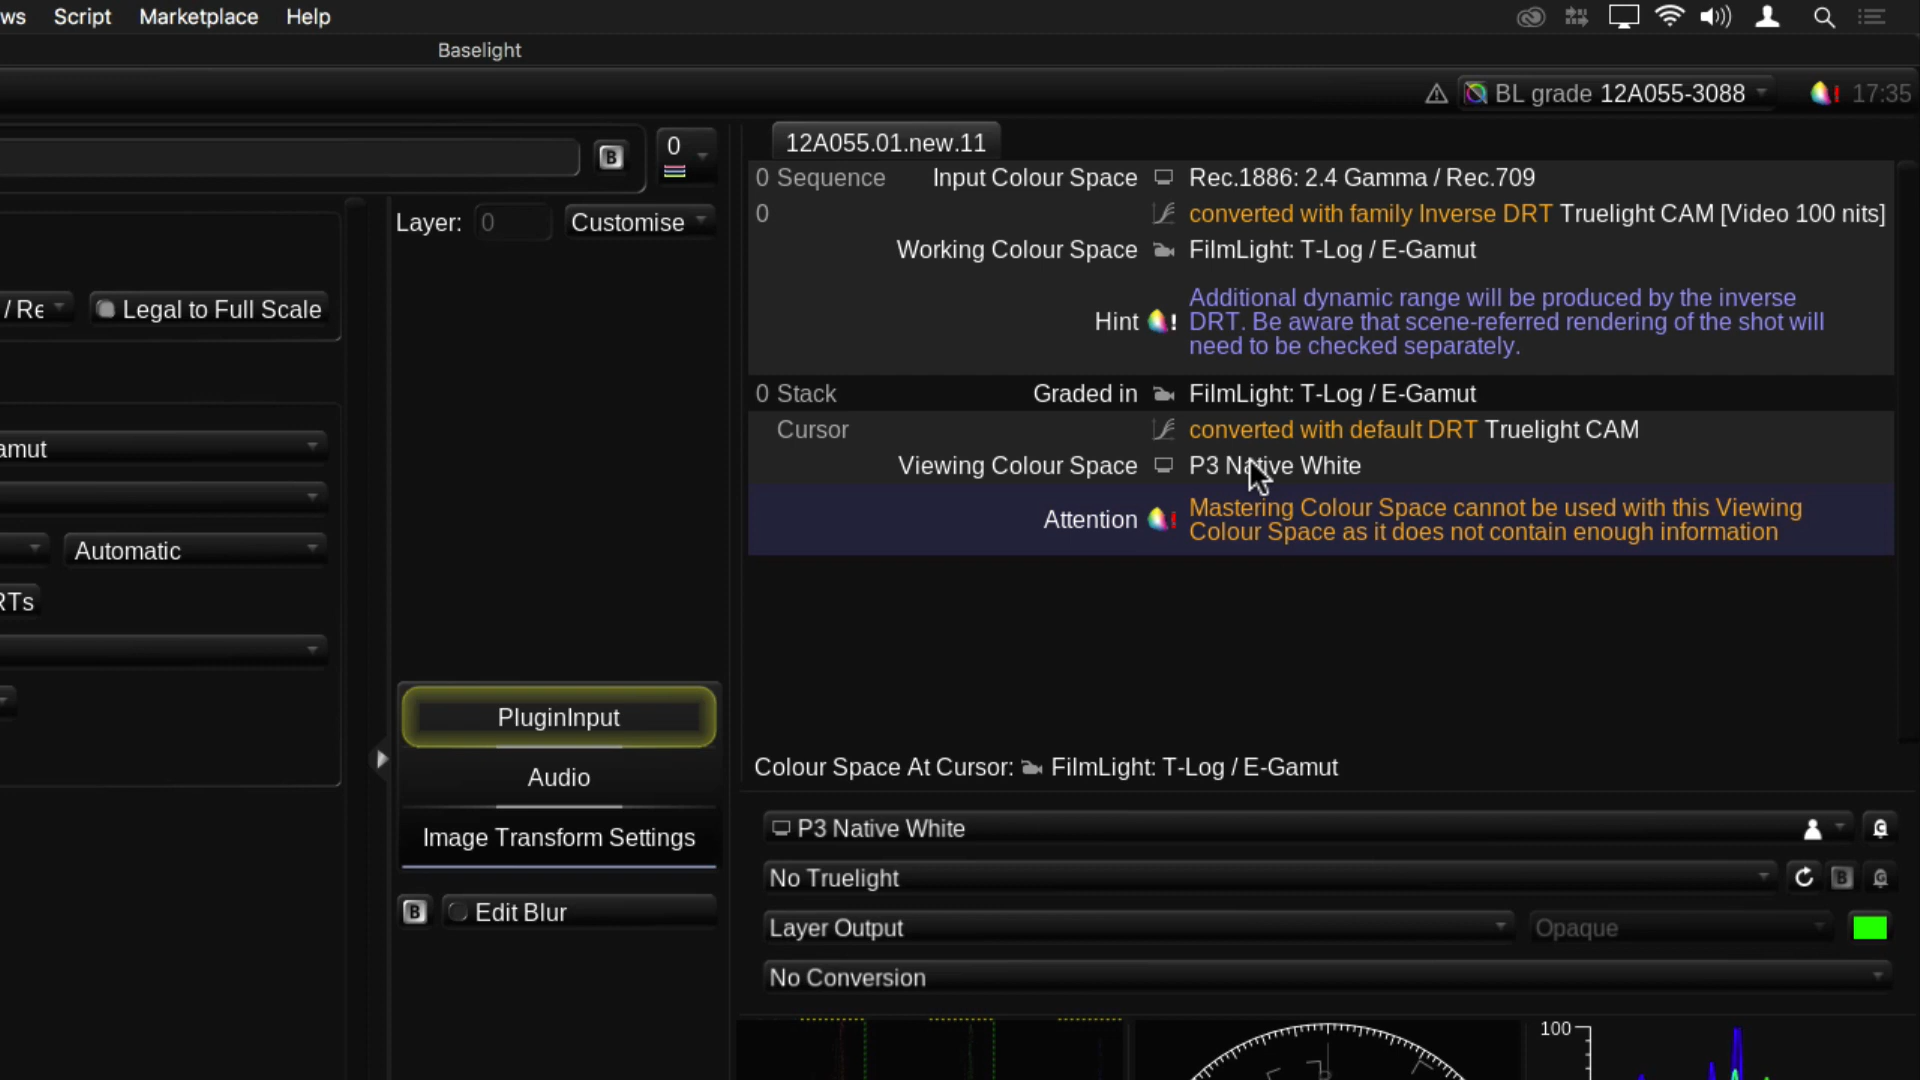 ws Script Marketplace Help
Baselight
BL grade 12A055-3088 17:35
B 0
12A055.01.new.11
0 Sequence Input Colour Space Rec.1886: 2.4 Gamma / Rec.709
0 converted with family Inverse DRT Truelight CAM [Video 100 nits]
Working Colour Space FilmLight: T-Log / E-Gamut
Hint Additional dynamic range will be produced by the inverse
DRT. Be aware that scene-referred rendering of the shot will
need to be checked separately.
0 Stack Graded in FilmLight: T-Log / E-Gamut
Cursor converted with default DRT Truelight CAM
Viewing Colour Space P3 Native White
Attention Mastering Colour Space cannot be used with this Viewing
Colour Space as it does not contain enough information
Layer: 0 Customise
/ Re Legal to Full Scale
amut
Automatic
RTs
PluginInput
Audio
Image Transform Settings
B Edit Blur
Colour Space At Cursor: FilmLight: T-Log / E-Gamut
P3 Native White
No Truelight B
Layer Output Opaque
No Conversion
100